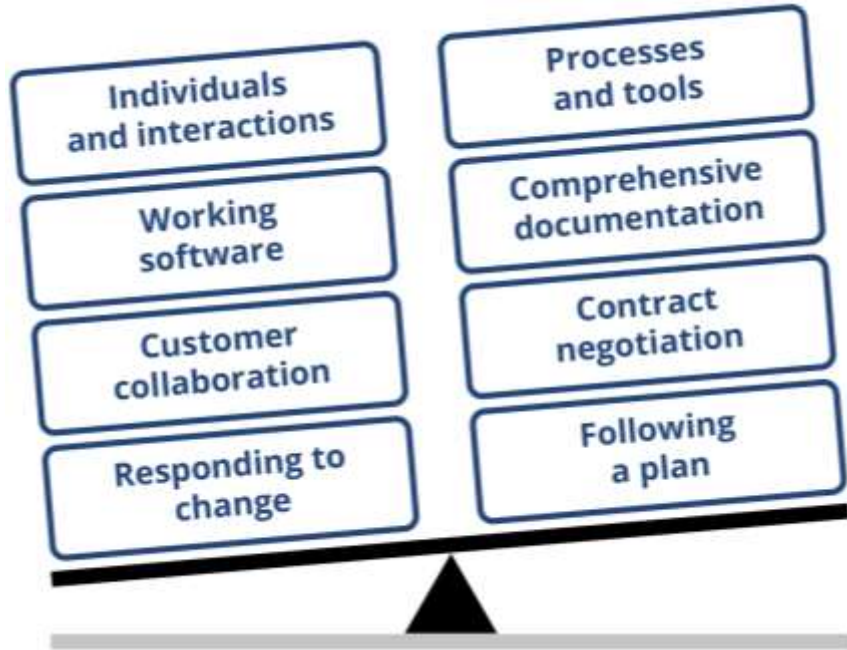 Individuals
and interactions
Working
software
Customer
collaboration
Responding to
change
Processes
and tools
Comprehensive
documentation
Contract
negotiation
Following
a plan